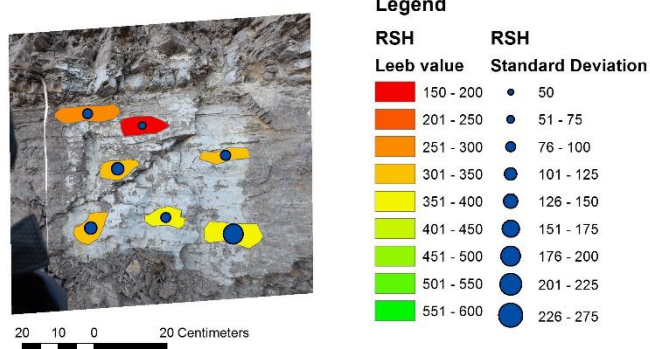 Legend
RSH RSH
Leeb value Standard Deviation
150 - 200 50
201 - 250 51 - 75
251 - 300 76 - 100
301 - 350 101 - 125
351 - 400 126 - 150
401 - 450 151 - 175
451 - 500 176 - 200
501 - 550 201 - 225
551 - 600 226 - 275
20 10 0 20 Centimeters